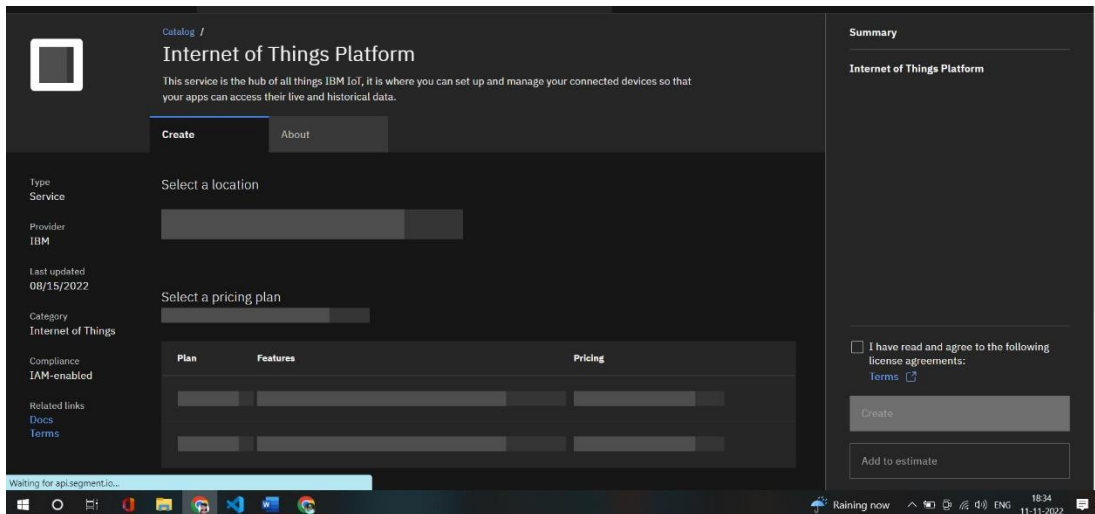 Catalog /
Internet of Things Platform
This service is the hub of all things IBM IoT, it is where you can set up and manage your connected devices so that
your apps can access their live and historical data.
Create
About
Type
Service
Provider
IBM
Last updated
08/15/2022
Category
Internet of Things
Compliance
IAM-enabled
Related links
Docs
Terms
Select a location
Select a pricing plan
Plan
Features
Pricing
Summary
Internet of Things Platform
I have read and agree to the following
license agreements:
Terms
Create
Add to estimate
Waiting for api.segment.io...
Raining now
ENG
18:34
11-11-2022